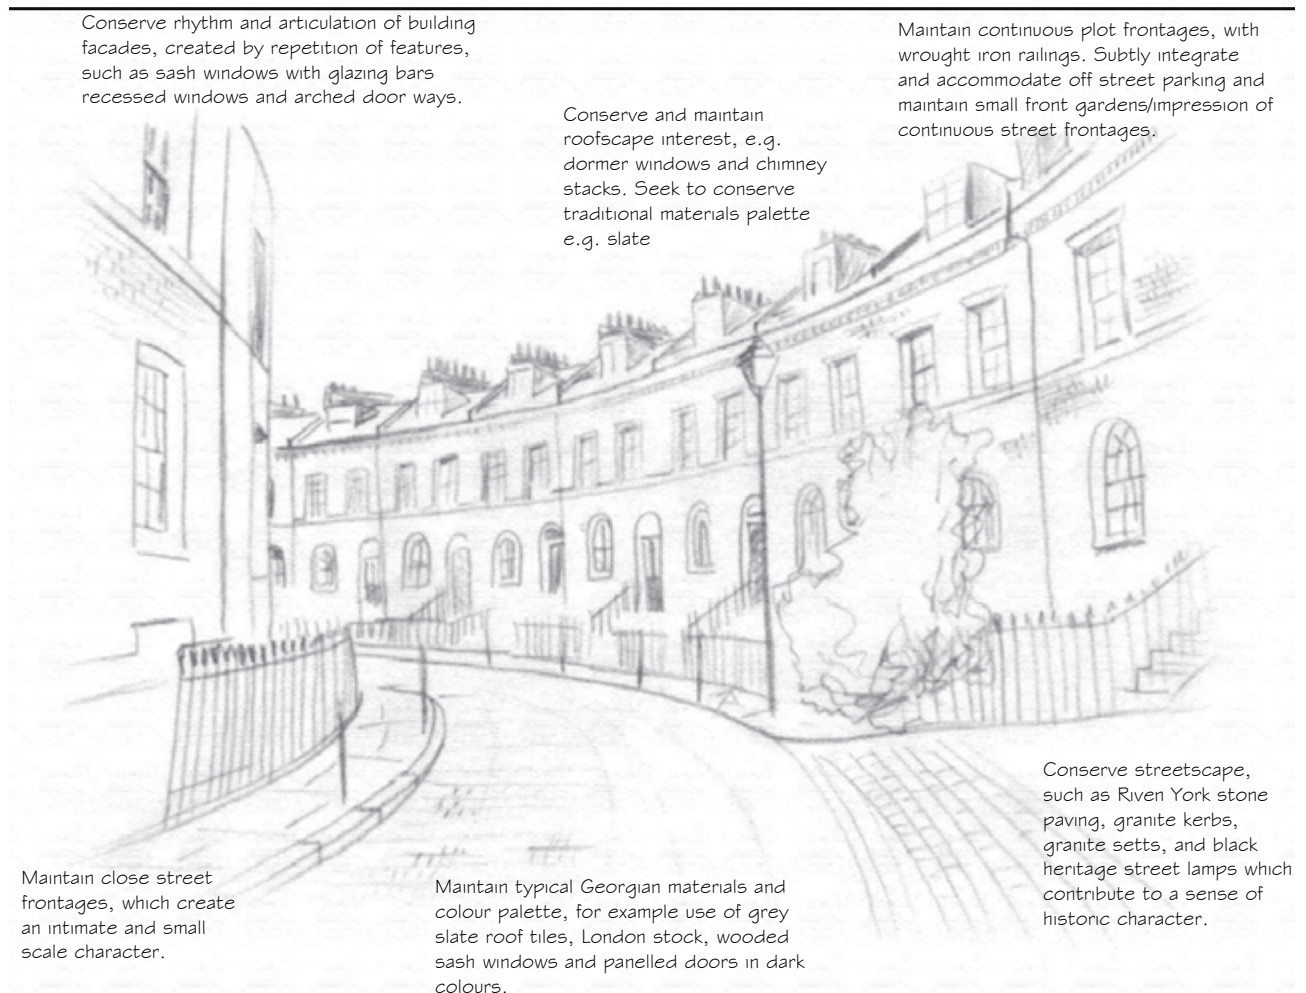 Conserve rhythm and articulation of building
facades, created by repetition of features,
such as sash windows with glazing bars
recessed windows and arched door ways.
Maintain continuous plot frontages, with
wrought iron railings. Subtly integrate
and accommodate off street parking and
maintain small front gardens/impression of
continuous street frontages.
Conserve and maintain
roofscape interest, e.g.
dormer windows and chimney
stacks. Seek to conserve
traditional materials palette
e.g. slate
Conserve streetscape,
such as Riven York stone
paving, granite kerbs,
granite setts, and black
heritage street lamps which
contribute to a sense of
historic character.
Maintain close street
frontages, which create
an intimate and small
scale character.
Maintain typical Georgian materials and
colour palette, for example use of grey
slate roof tiles, London stock, wooded
sash windows and panelled doors in dark
colours.